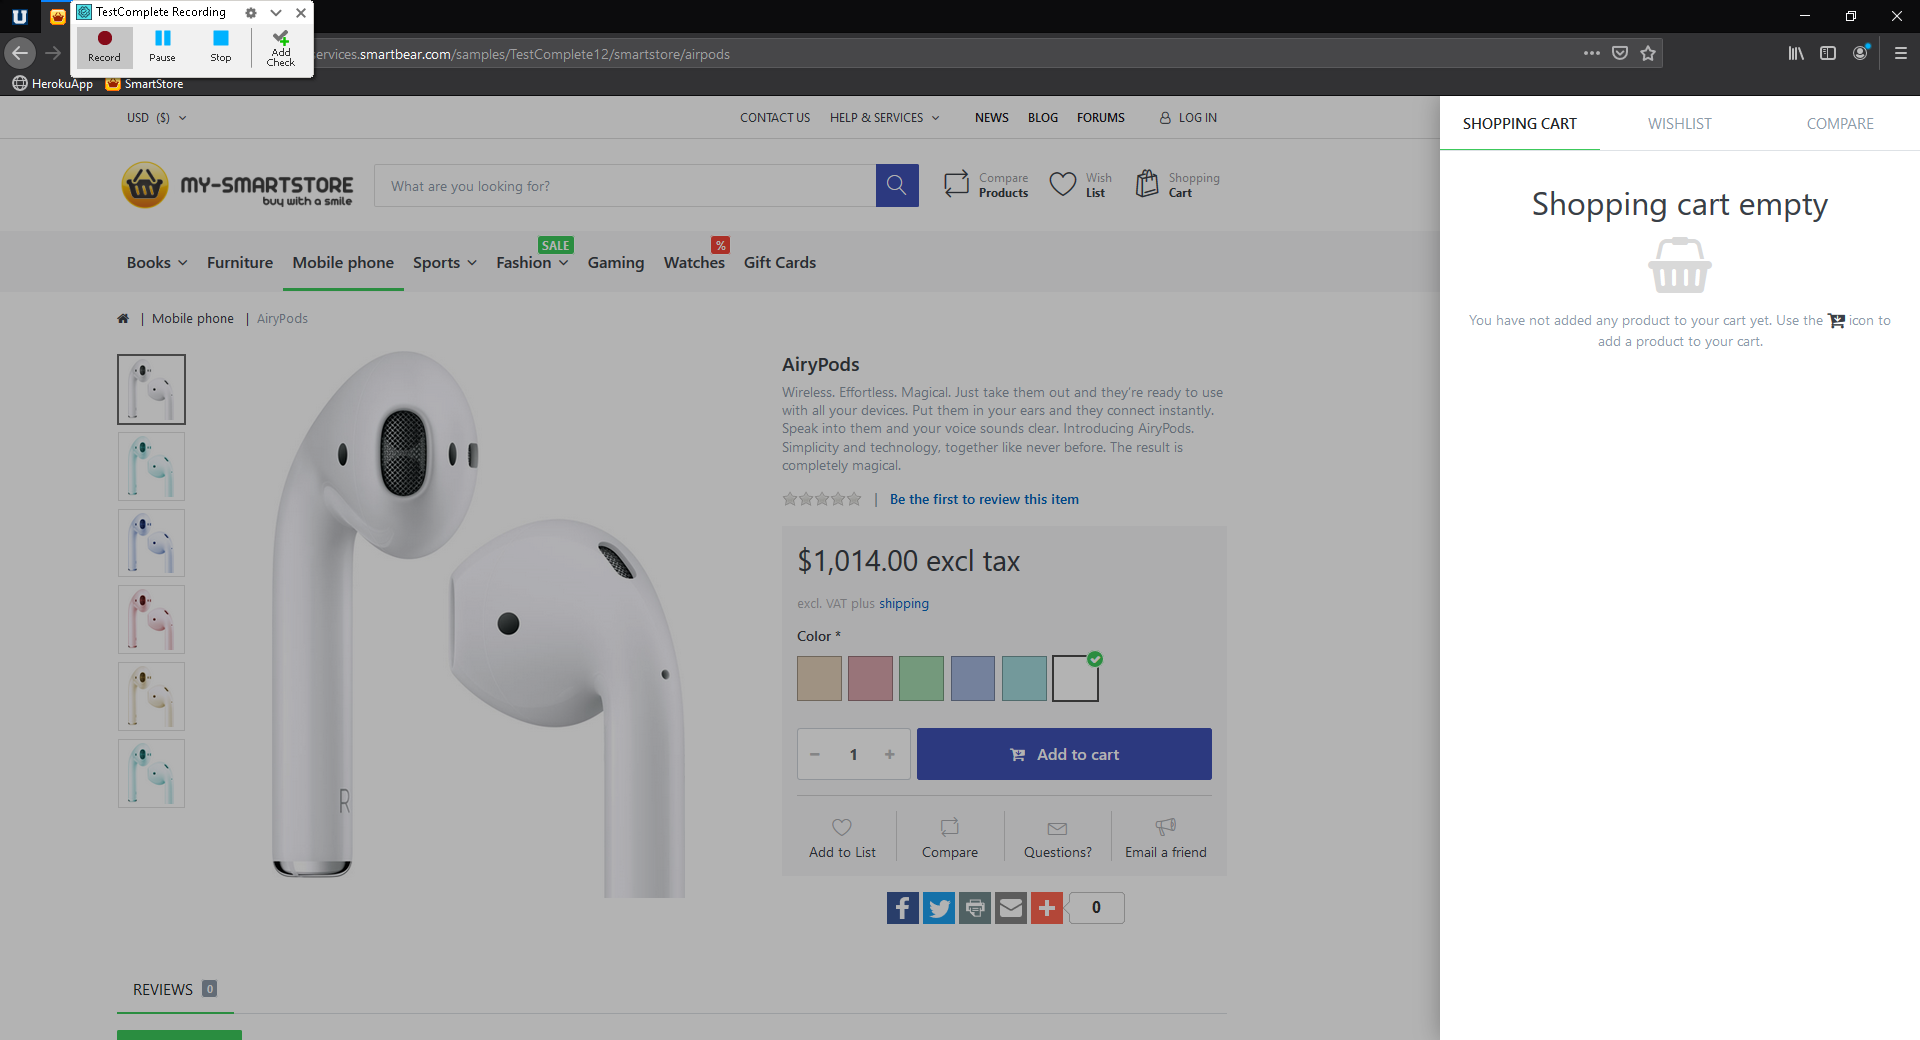 TestComplete Recording
Record
Pause
Stop
Add
Check
ervices.smartbear.com/samples/TestComplete12/smartstore/airpods
HerokuApp
SmartStore
USD ($)
CONTACT US
HELP & SERVICES
NEWS
BLOG
FORUMS
LOG IN
MY-SMARTSTORE
buy with a smile
What are you looking for?
Compare
Products
Wish
List
Shopping
Cart
SALE
%
Books
Furniture
Mobile phone
Sports
Fashion
Gaming
Watches
Gift Cards
| Mobile phone | AiryPods
R
AiryPods
Wireless. Effortless. Magical. Just take them out and they're ready to use
with all your devices. Put them in your ears and they connect instantly.
Speak into them and your voice sounds clear. Introducing AiryPods.
Simplicity and technology, together like never before. The result is
completely magical.
| Be the first to review this item
$1,014.00 excl tax
excl. VAT plus shipping
Color *
1
Add to cart
Add to List
Compare
Questions?
Email a friend
0
REVIEWS 0
SHOPPING CART
WISHLIST
COMPARE
Shopping cart empty
You have not added any product to your cart yet. Use the icon to
add a product to your cart.